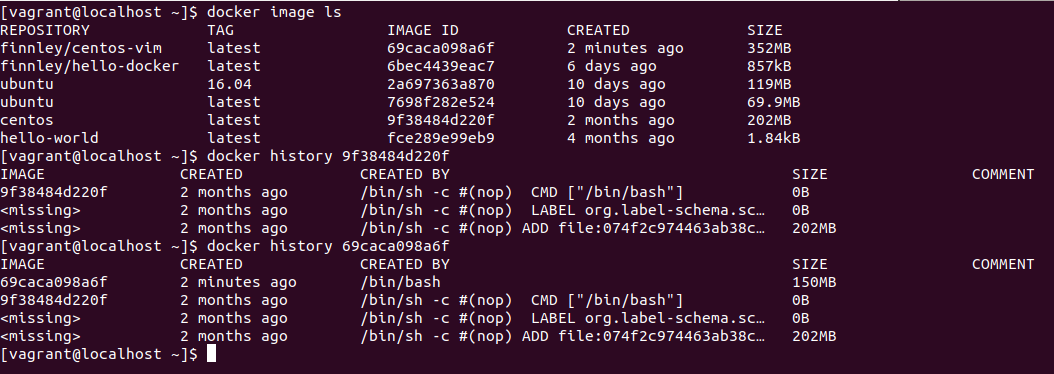 [vagrant@localhost ~]$ docker image ls
REPOSITORY TAG IMAGE ID CREATED SIZE
finnley/centos-vim latest 69caca098a6f 2 minutes ago 352MB
finnley/hello-docker latest 6bec4439eac7 6 days ago 857kB
ubuntu 16.04 2a697363a870 10 days ago 119MB
ubuntu latest 7698f282e524 10 days ago 69.9MB
centos latest 9f38484d220f 2 months ago 202MB
hello-world latest fce289e99eb9 4 months ago 1.84kB
[vagrant@localhost ~]$ docker history 9f38484d220f
IMAGE CREATED CREATED BY SIZE COMMENT
9f38484d220f 2 months ago /bin/sh -c #(nop)  CMD ["/bin/bash"] 0B
<missing> 2 months ago /bin/sh -c #(nop)  LABEL org.label-schema.sc… 0B
<missing> 2 months ago /bin/sh -c #(nop) ADD file:074f2c974463ab38c… 202MB
[vagrant@localhost ~]$ docker history 69caca098a6f
IMAGE CREATED CREATED BY SIZE COMMENT
69caca098a6f 2 minutes ago /bin/bash 150MB
9f38484d220f 2 months ago /bin/sh -c #(nop)  CMD ["/bin/bash"] 0B
<missing> 2 months ago /bin/sh -c #(nop)  LABEL org.label-schema.sc… 0B
<missing> 2 months ago /bin/sh -c #(nop) ADD file:074f2c974463ab38c… 202MB
[vagrant@localhost ~]$